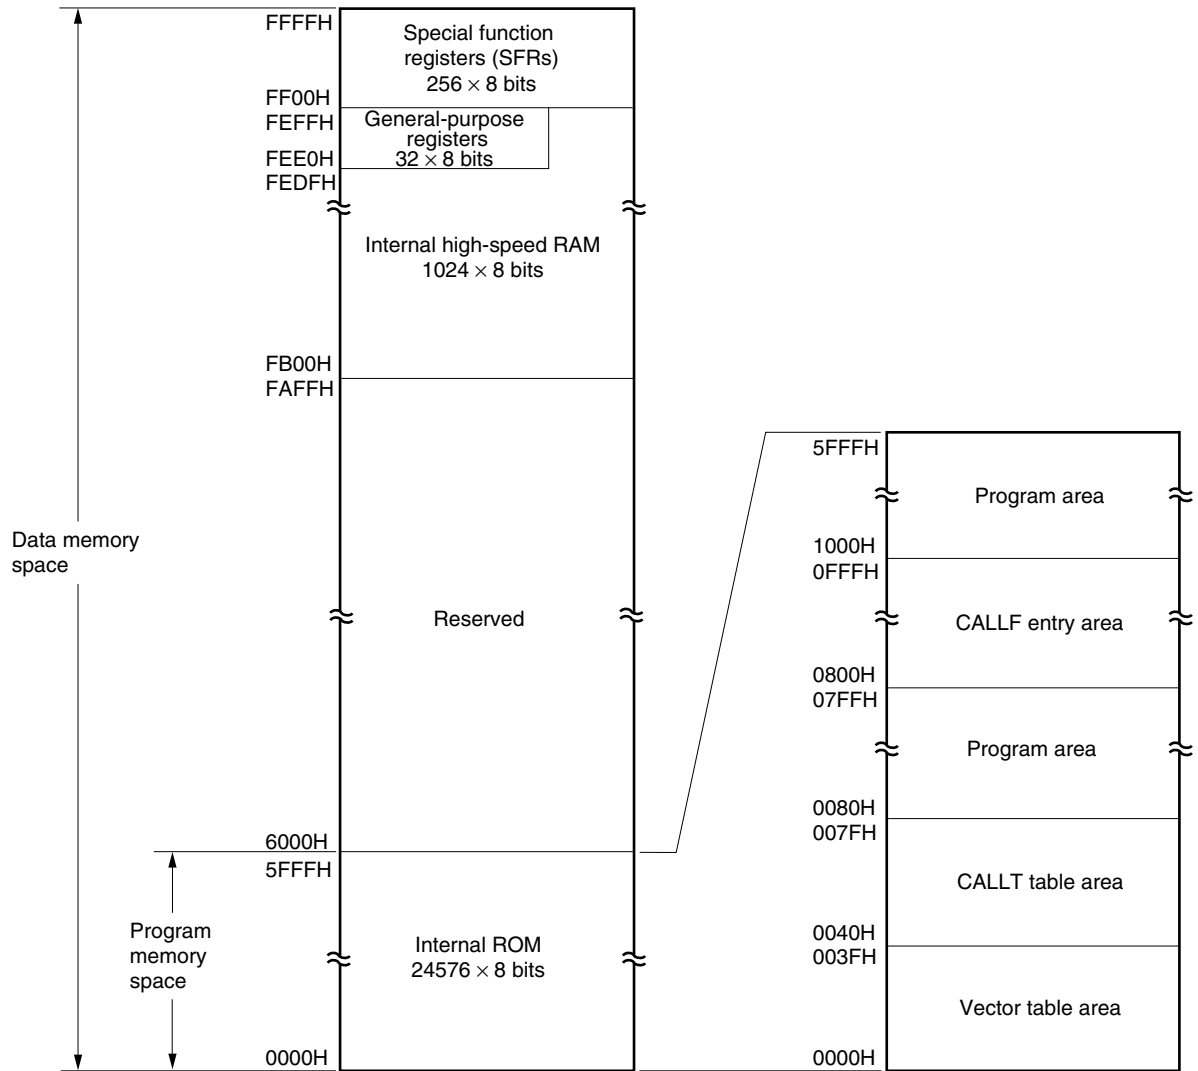 FFFFH
Special function
registers (SFRs)
256 × 8 bits
FF00H
FEFFH
General-purpose
registers
32 × 8 bits
FEE0H
FEDFH
Internal high-speed RAM
1024 × 8 bits
FB00H
FAFFH
Data memory
space
Reserved
6000H
5FFFH
Program
memory
space
Internal ROM
24576 × 8 bits
0000H
5FFFH
Program area
1000H
0FFFH
CALLF entry area
0800H
07FFH
Program area
0080H
007FH
CALLT table area
0040H
003FH
Vector table area
0000H